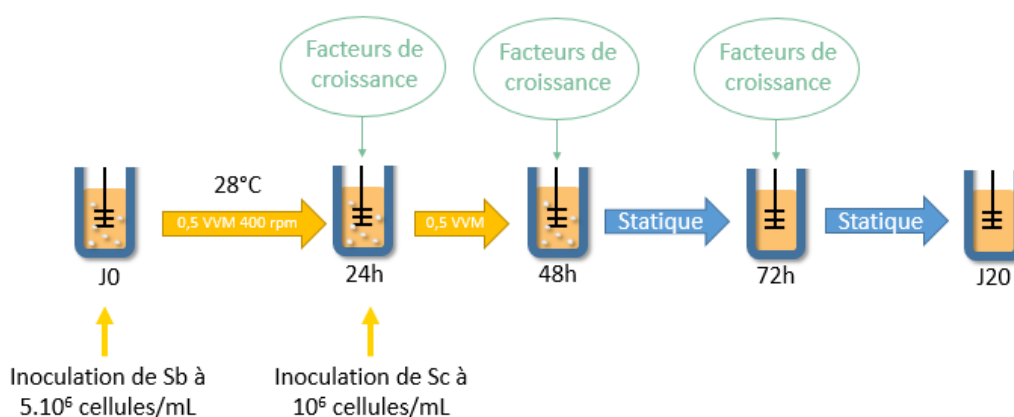 Facteurs de
croissance
Facteurs de
croissance
Facteurs de
croissance
28°C
0,5 VVM 400 rpm
0,5 VVM
Statique
Statique
J0
24h
48h
72h
J20
Inoculation de Sb à
5.10⁶ cellules/mL
Inoculation de Sc à
10⁶ cellules/mL